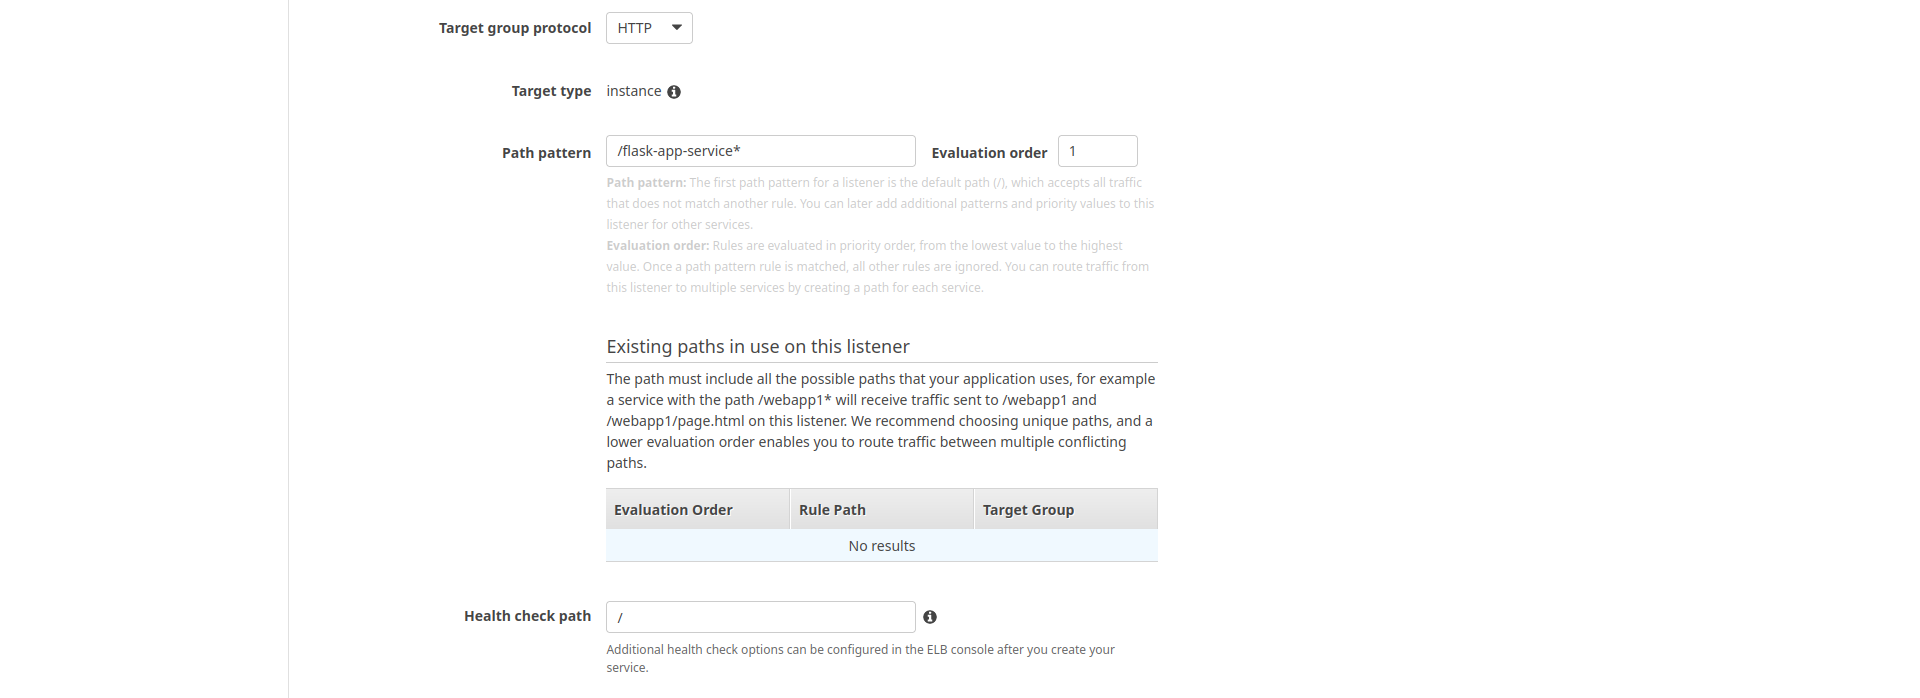 Target group protocol HTTP
Target type instance
Path pattern /flask-app-service* Evaluation order 1
Path pattern: The first path pattern for a listener is the default path (/), which accepts all traffic
that does not match another rule. You can later add additional patterns and priority values to this
listener for other services.
Evaluation order: Rules are evaluated in priority order, from the lowest value to the highest
value. Once a path pattern rule is matched, all other rules are ignored. You can route traffic from
this listener to multiple services by creating a path for each service.
Existing paths in use on this listener
The path must include all the possible paths that your application uses, for example
a service with the path /webapp1* will receive traffic sent to /webapp1 and
/webapp1/page.html on this listener. We recommend choosing unique paths, and a
lower evaluation order enables you to route traffic between multiple conflicting
paths.
Evaluation Order Rule Path Target Group
No results
Health check path /
Additional health check options can be configured in the ELB console after you create your
service.